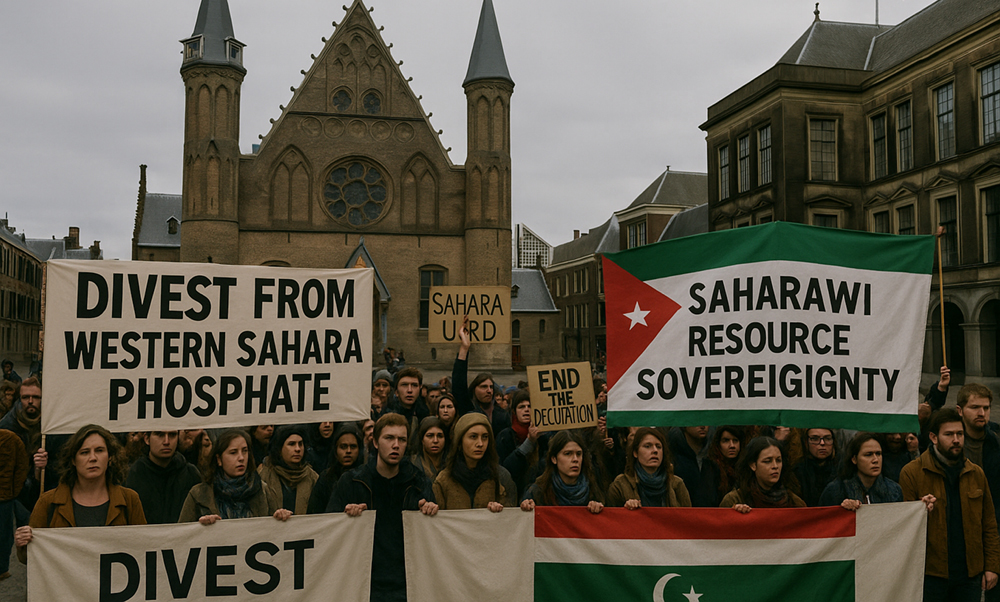 DIVEST FROM
WESTERN SAHARA
PHOSPHATE
SAHARA
END
THE
DECUTATION
SAHARAWI
RESOURCE
SOVEREIGIGNTY
DIVEST